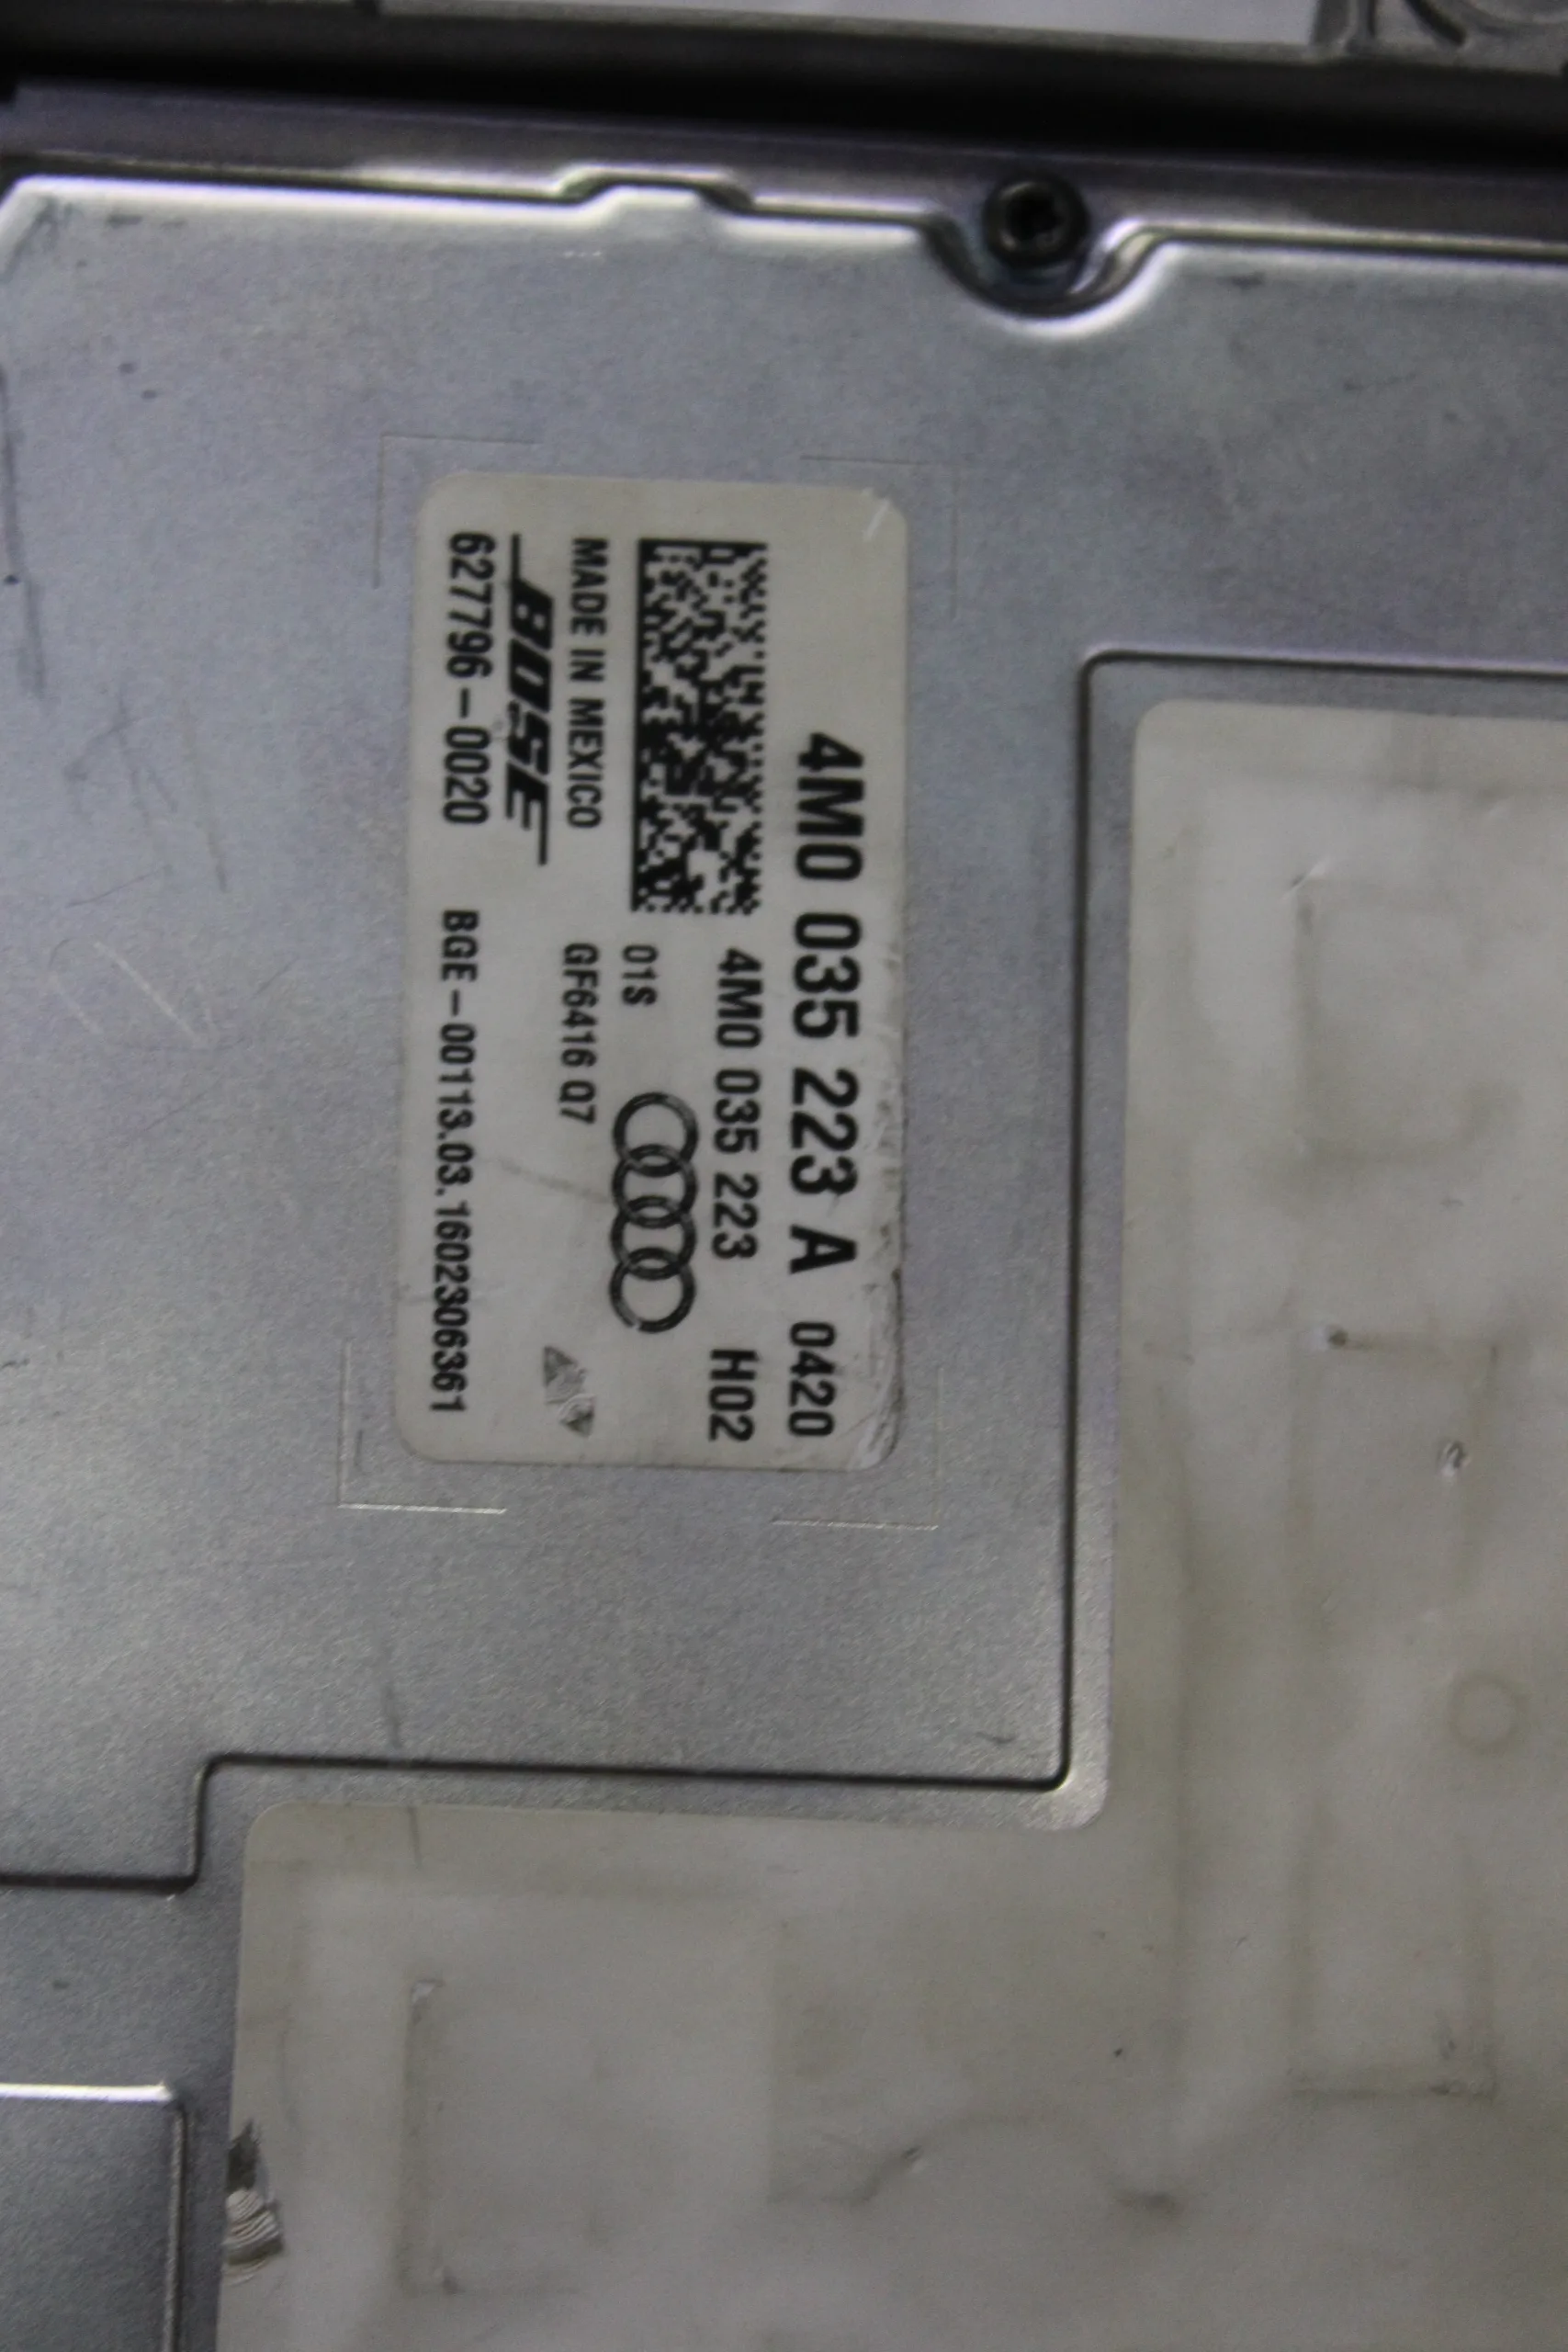 4M0 035 223 A 0420
4M0 035 223 H02
01S
MADE IN MEXICO GF6416 Q7
BOSE
627796-0020 BGE-00113.03.1602306361